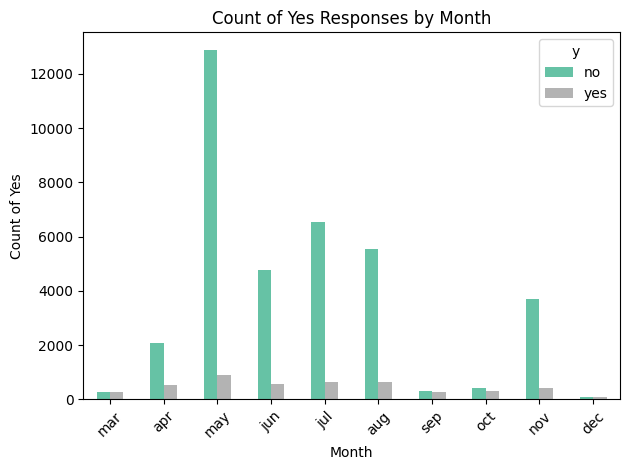 Count of Yes Responses by Month
y
no
yes
Count of Yes
12000
10000
8000
6000
4000
2000
0
mar apr may jun jul aug sep oct nov dec
Month